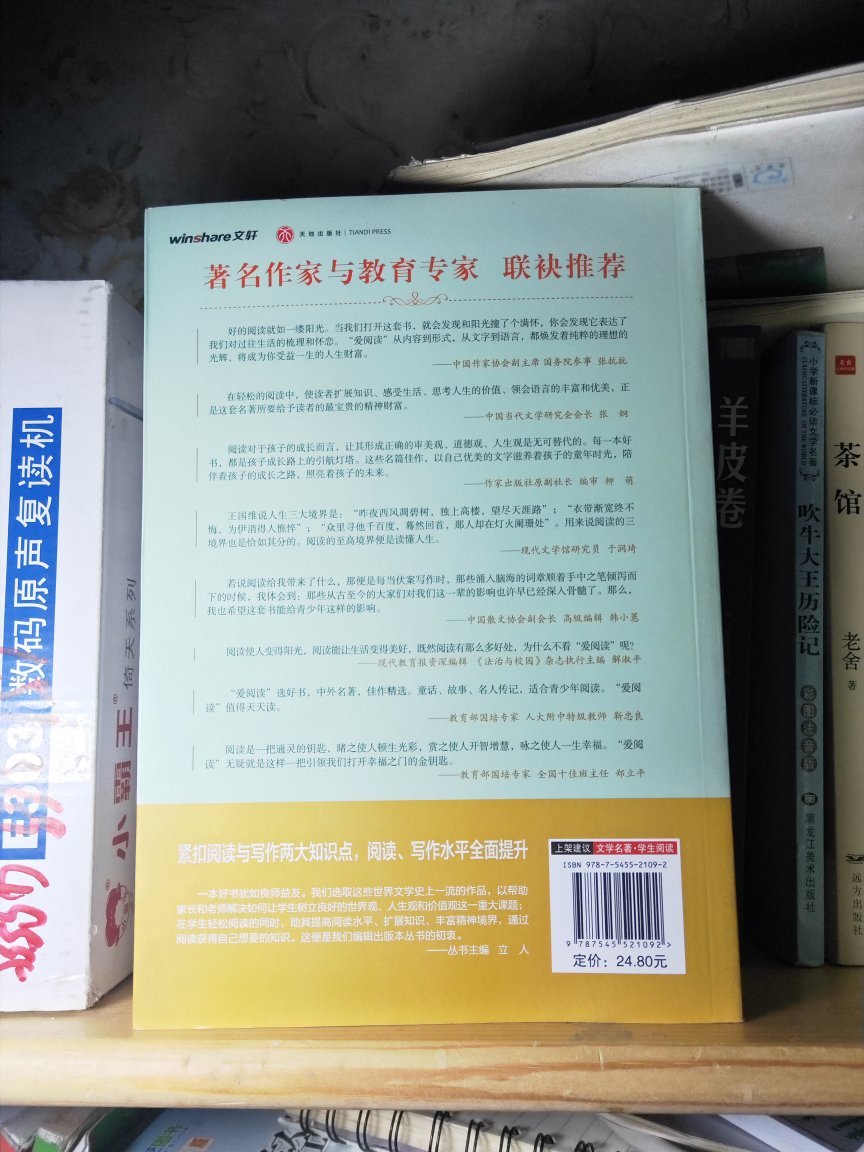 winshare文轩
天地出版社 | TIANDI PRESS
著名作家与教育专家 联袂推荐
好的阅读就如一缕阳光。当我们打开这套书，就会发现和阳光撞了个满怀，你会发现它表达了
我们对过往生活的梳理和怀恋。“爱阅读”从内容到形式，从文字到语言，都焕发着纯粹的理想的
光辉，将成为你受益一生的人生财富。
——中国作家协会副主席 国务院参事 张抗抗
在轻松的阅读中，使读者扩展知识、感受生活、思考人生的价值、领会语言的丰富和优美，正
是这套名著所要给予读者的最宝贵的精神财富。
——中国当代文学研究会会长 张 炯
阅读对于孩子的成长而言，让其形成正确的审美观、道德观、人生观是无可替代的。每一本好
书，都是孩子成长路上的引航灯塔。这些名篇佳作，以自己优美的文字滋养着孩子的童年时光，陪
伴着孩子的成长之路，照亮着孩子的未来。
——作家出版社原副社长 编审 柳 萌
王国维说人生三大境界是：“昨夜西风凋碧树，独上高楼，望尽天涯路”；“衣带渐宽终不
悔，为伊消得人憔悴”；“众里寻他千百度，蓦然回首，那人却在灯火阑珊处”。用来说阅读的三
境界也是恰如其分的。阅读的至高境界便是读懂人生。
——现代文学馆研究员 于润琦
若说阅读给我带来了什么，那便是每当伏案写作时，那些涌入脑海的词章顺着手中之笔倾泻而
下的时候，我体会到：那些从古至今的大家们对我们这一辈的影响也许早已经深入骨髓了。那么，
我也希望这套书能给青少年这样的影响。
——中国散文协会副会长 高级编辑 韩小蕙
阅读使人变得阳光，阅读能让生活变得美好，既然阅读有那么多好处，为什么不看“爱阅读”呢？
——现代教育报资深编辑 《法治与校园》杂志执行主编 解淑平
“爱阅读”选好书，中外名著，佳作精选。童话、故事、名人传记，适合青少年阅读。“爱阅
读”值得天天读。
——教育部国培专家 人大附中特级教师 靳忠良
阅读是一把通灵的钥匙，睹之使人顿生光彩，赏之使人开智增慧，咏之使人一生幸福。“爱阅
读”无疑就是这样一把引领我们打开幸福之门的金钥匙。
——教育部国培专家 全国十佳班主任 郑立平
紧扣阅读与写作两大知识点，阅读、写作水平全面提升
一本好书犹如良师益友。我们选取这些世界文学史上一流的作品，以帮助
家长和老师解决如何让学生树立良好的世界观、人生观和价值观这一重大课题；
在学生轻松阅读的同时，助其提高阅读水平、扩展知识、丰富精神境界，通过
阅读获得自己想要的知识。这便是我们编辑出版本丛书的初衷。
——丛书主编 立 人
上架建议 文学名著·学生阅读
ISBN 978-7-5455-2109-2
9 787545 521092 >
定价：24.80元
数码原声复读机
小霸王®
倚天系列
羊皮卷
小学新课标必读文学名著
吹牛大王历险记
彩图注音版
黑龙江美术出版社
茶馆
老舍 著
远方出版社